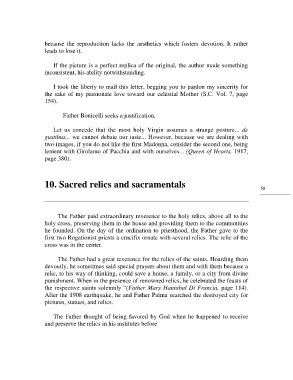 because the reproduction lacks the aesthetics which fosters devotion. It rather
leads to lose it.
If the picture is a perfect replica of the original, the author made something
inconsistent, his ability notwithstanding.
I took the liberty to mail this letter, begging you to pardon my sincerity for
the sake of my passionate love toward our celestial Mother (S.C. Vol. 7, page
154).
Father Bonicelli seeks a justification.
Let us concede that the most holy Virgin assumes a strange posture... de
gustibus... we cannot debate our taste... However, because we are dealing with
two images, if you do not like the first Madonna, consider the second one, being
lenient with Girolamo of Pacchia and with ourselves... (Queen of Hearts, 1917,
page 380).
10. Sacred relics and sacramentals
58
The Father paid extraordinary reverence to the holy relics, above all to the
holy cross, preserving them in the house and providing them to the communities
he founded. On the day of the ordination to priesthood, the Father gave to the
first two Rogationist priests a crucifix ornate with several relics. The relic of the
cross was in the center.
The Father had a great reverence for the relics of the saints. Hoarding them
devoutly, he sometimes said special prayers about them and with them because a
relic, to his way of thinking, could save a house, a family, or a city from divine
punishment. When in the presence of renowned relics, he celebrated the feasts of
the respective saints solemnly "(Father Mary Hannibal Di Francia, page 164).
After the 1908 earthquake, he and Father Palma searched the destroyed city for
pictures, statues, and relics.
The Father thought of being favored by God when he happened to receive
and preserve the relics in his institutes before